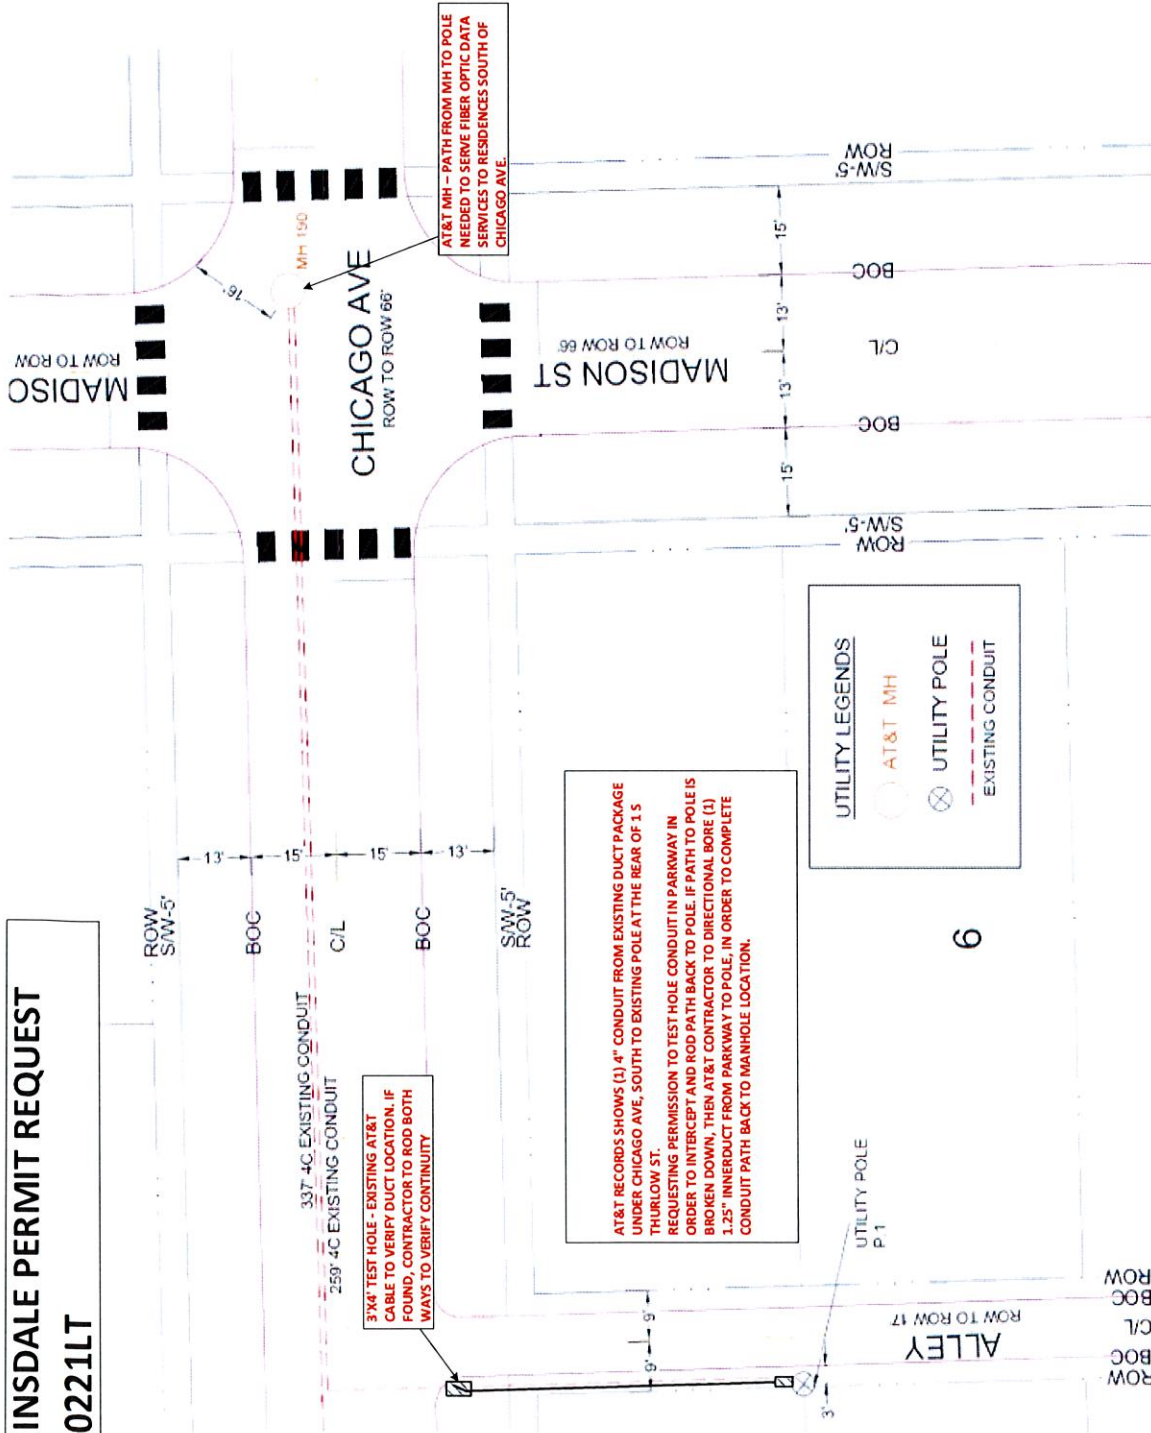 INSDALE PERMIT REQUEST
0221LT
AT&T MH – PATH FROM MH TO POLE
NEEDED TO SERVE FIBER OPTIC DATA
SERVICES TO RESIDENCES SOUTH OF
CHICAGO AVE.
MH 190
16'
CHICAGO AVE
ROW TO ROW 66'
MADISO
ROW TO ROW
MADISON ST
ROW TO ROW 66'
ROW
S/W-5'
BOC
C/L
BOC
S/W-5'
ROW
15'
13'
13'
15'
ROW
S/W-5'
BOC
C/L
BOC
S/W-5'
ROW
13'
15'
15'
13'
337' 4C EXISTING CONDUIT
259' 4C EXISTING CONDUIT
3'X4' TEST HOLE - EXISTING AT&T
CABLE TO VERIFY DUCT LOCATION. IF
FOUND, CONTRACTOR TO ROD BOTH
WAYS TO VERIFY CONTINUITY
AT&T RECORDS SHOWS (1) 4" CONDUIT FROM EXISTING DUCT PACKAGE
UNDER CHICAGO AVE, SOUTH TO EXISTING POLE AT THE REAR OF 1 S
THURLOW ST.
REQUESTING PERMISSION TO TEST HOLE CONDUIT IN PARKWAY IN
ORDER TO INTERCEPT AND ROD PATH BACK TO POLE. IF PATH TO POLE IS
BROKEN DOWN, THEN AT&T CONTRACTOR TO DIRECTIONAL BORE (1)
1.25" INNERDUCT FROM PARKWAY TO POLE, IN ORDER TO COMPLETE
CONDUIT PATH BACK TO MANHOLE LOCATION.
UTILITY LEGENDS
AT&T MH
UTILITY POLE
EXISTING CONDUIT
9
UTILITY POLE
P.1
9'
9'
3'
ALLEY
ROW TO ROW 17
ROW
BOC
C/L
BOC
ROW